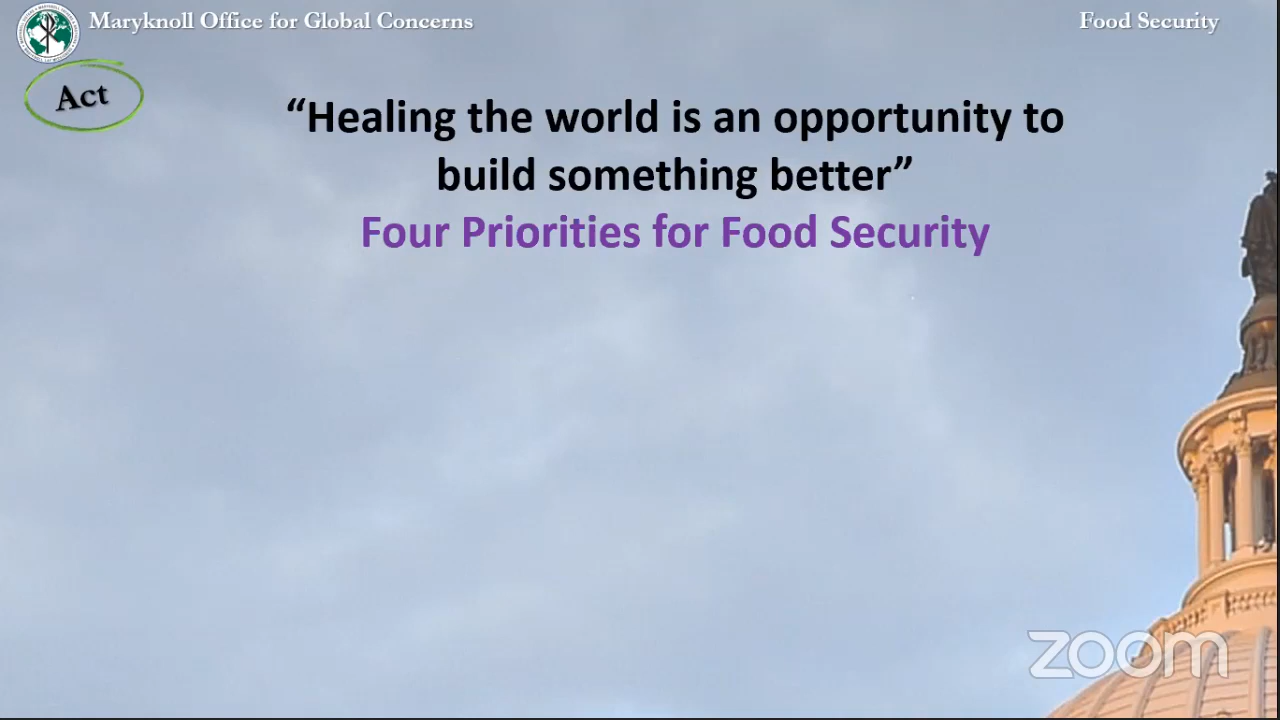 Maryknoll Office for Global Concerns
Food Security
Act
“Healing the world is an opportunity to
build something better”
Four Priorities for Food Security
zoom